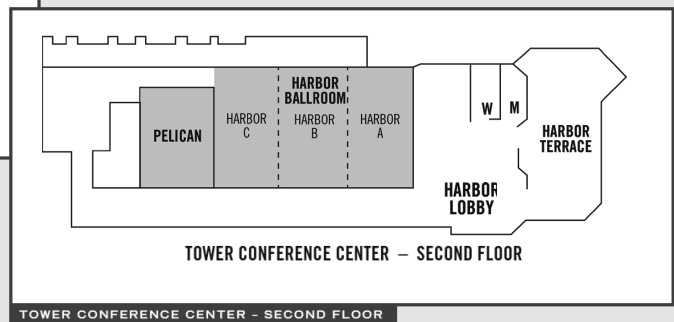 HARBOR
BALLROOM
PELICAN
HARBOR
C
HARBOR
B
HARBOR
A
W
M
HARBOR
TERRACE
HARBOR
LOBBY
TOWER CONFERENCE CENTER – SECOND FLOOR
TOWER CONFERENCE CENTER – SECOND FLOOR